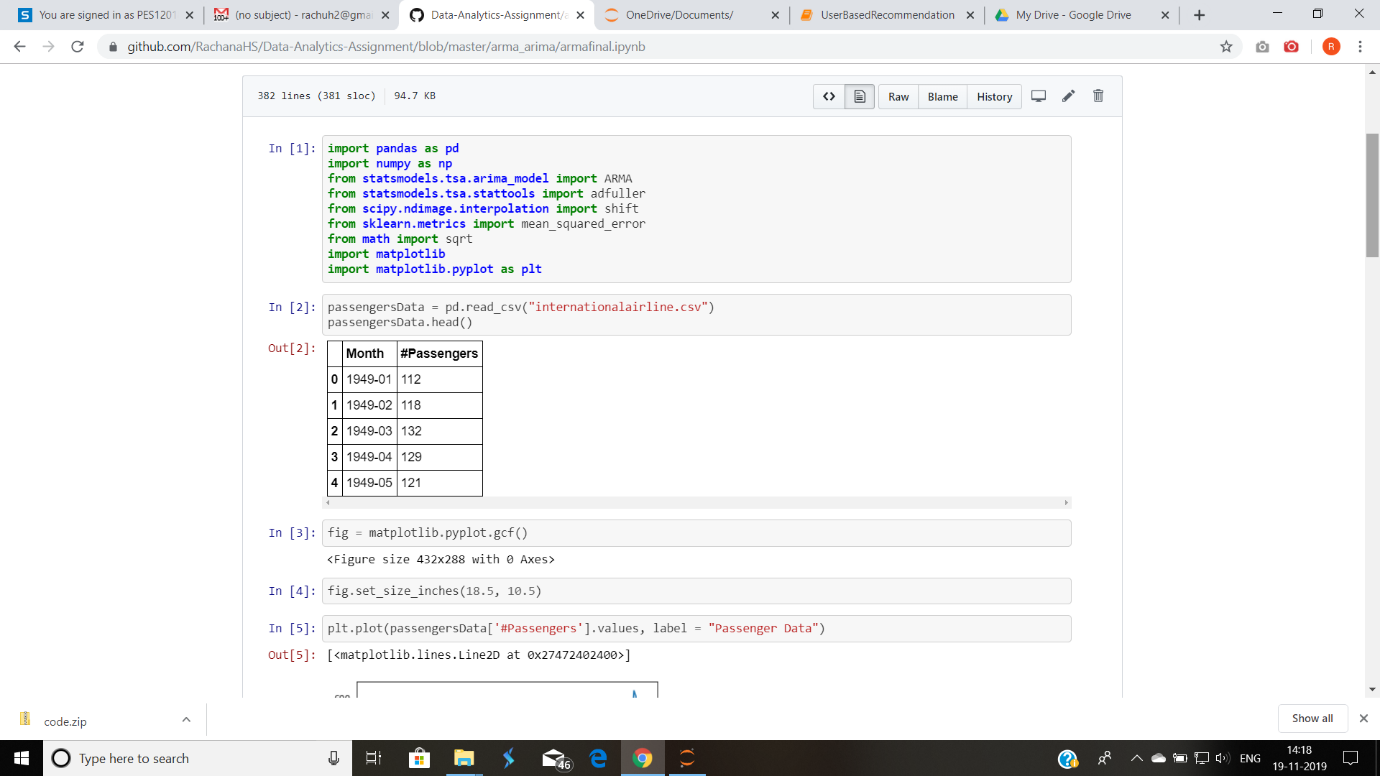 You are signed in as PES1201
(no subject) - rachuh2@gmai
Data-Analytics-Assignment/a
OneDrive/Documents/
UserBasedRecommendation
My Drive - Google Drive
github.com/RachanaHS/Data-Analytics-Assignment/blob/master/arma_arima/armafinal.ipynb
R
382 lines (381 sloc) 94.7 KB
<> Raw Blame History
In [1]: import pandas as pd
import numpy as np
from statsmodels.tsa.arima_model import ARMA
from statsmodels.tsa.stattools import adfuller
from scipy.ndimage.interpolation import shift
from sklearn.metrics import mean_squared_error
from math import sqrt
import matplotlib
import matplotlib.pyplot as plt
In [2]: passengersData = pd.read_csv("internationalairline.csv")
passengersData.head()
Out[2]:
Month #Passengers
0 1949-01 112
1 1949-02 118
2 1949-03 132
3 1949-04 129
4 1949-05 121
In [3]: fig = matplotlib.pyplot.gcf()
<Figure size 432x288 with 0 Axes>
In [4]: fig.set_size_inches(18.5, 10.5)
In [5]: plt.plot(passengersData['#Passengers'].values, label = "Passenger Data")
Out[5]: [<matplotlib.lines.Line2D at 0x27472402400>]
code.zip
Show all
Type here to search
46
ENG
14:18
19-11-2019